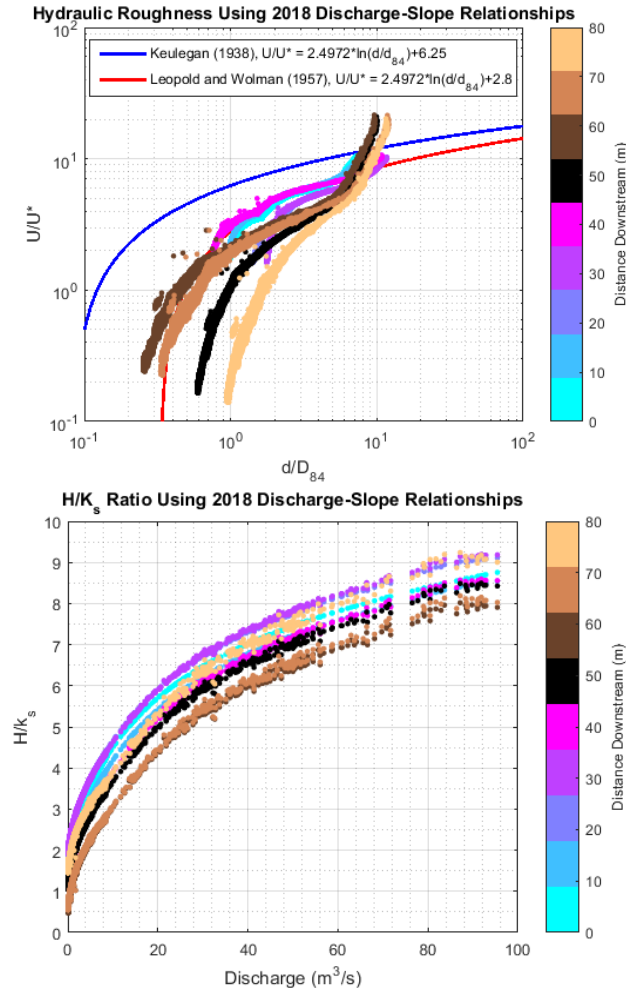 Hydraulic Roughness Using 2018 Discharge-Slope Relationships
Keulegan (1938), U/U* = 2.4972*ln(d/d84)+6.25
Leopold and Wolman (1957), U/U* = 2.4972*ln(d/d84)+2.8
U/U*
10²
10¹
10⁰
10⁻¹
10⁻¹ 10⁰ 10¹ 10²
d/D84
80
70
60
50
40
30
20
10
0
Distance Downstream (m)
H/Ks Ratio Using 2018 Discharge-Slope Relationships
H/ks
10
9
8
7
6
5
4
3
2
1
0
0 20 40 60 80 100
Discharge (m³/s)
80
70
60
50
40
30
20
10
0
Distance Downstream (m)